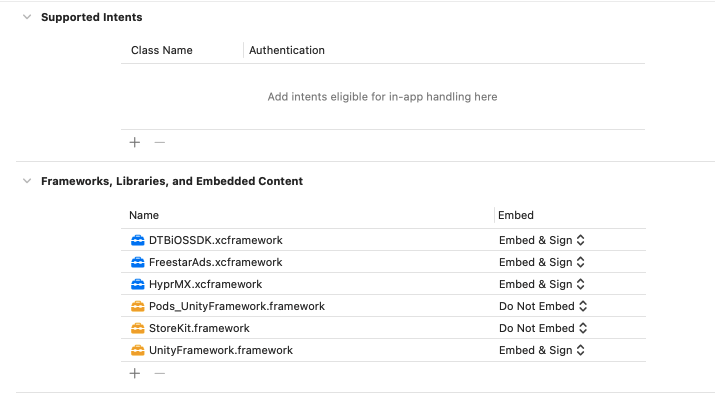 Supported Intents
Class Name Authentication
Add intents eligible for in-app handling here
Frameworks, Libraries, and Embedded Content
Name Embed
DTBiOSSDK.xcframework Embed & Sign
FreestarAds.xcframework Embed & Sign
HyprMX.xcframework Embed & Sign
Pods_UnityFramework.framework Do Not Embed
StoreKit.framework Do Not Embed
UnityFramework.framework Embed & Sign